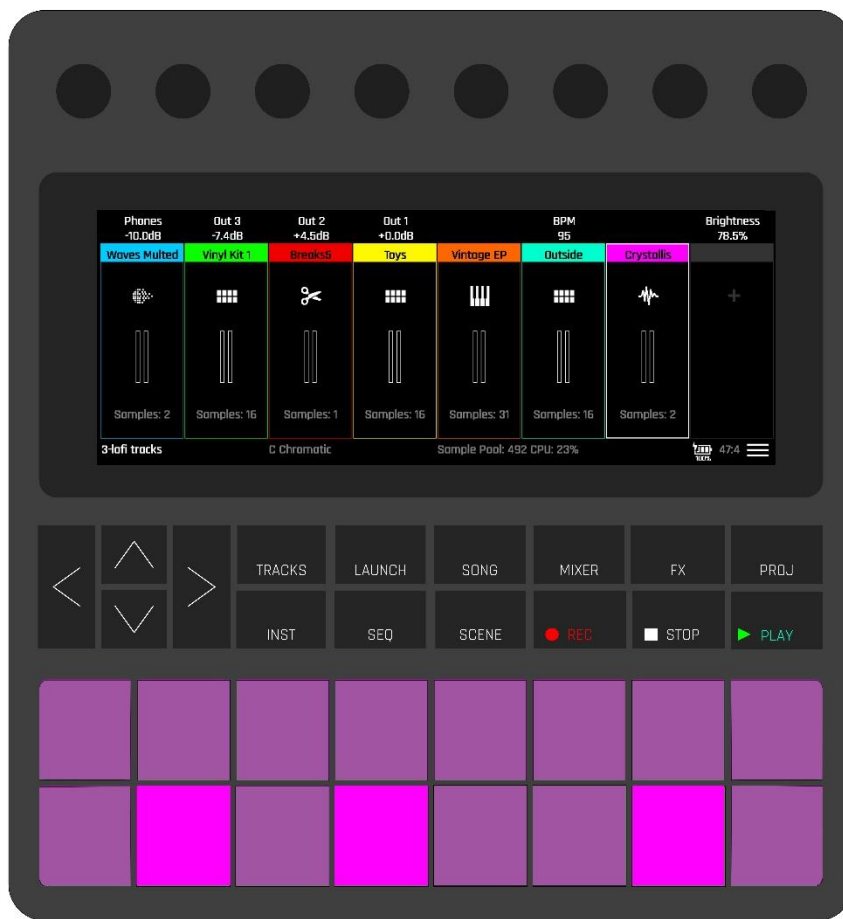 Phones Out 3 Out 2 Out 1 BPM Brightness
-10.0dB -7.4dB +4.5dB +0.0dB 95 78.5%
Waves Multed Vinyl Kit 1 Breaks5 Toys Vintage EP Outside Crystallis
+
Samples: 2 Samples: 16 Samples: 1 Samples: 16 Samples: 31 Samples: 16 Samples: 2
3-lofi tracks C Chromatic Sample Pool: 492 CPU: 23% 100% 47:4
TRACKS LAUNCH SONG MIXER FX PROJ
INST SEQ SCENE REC STOP PLAY